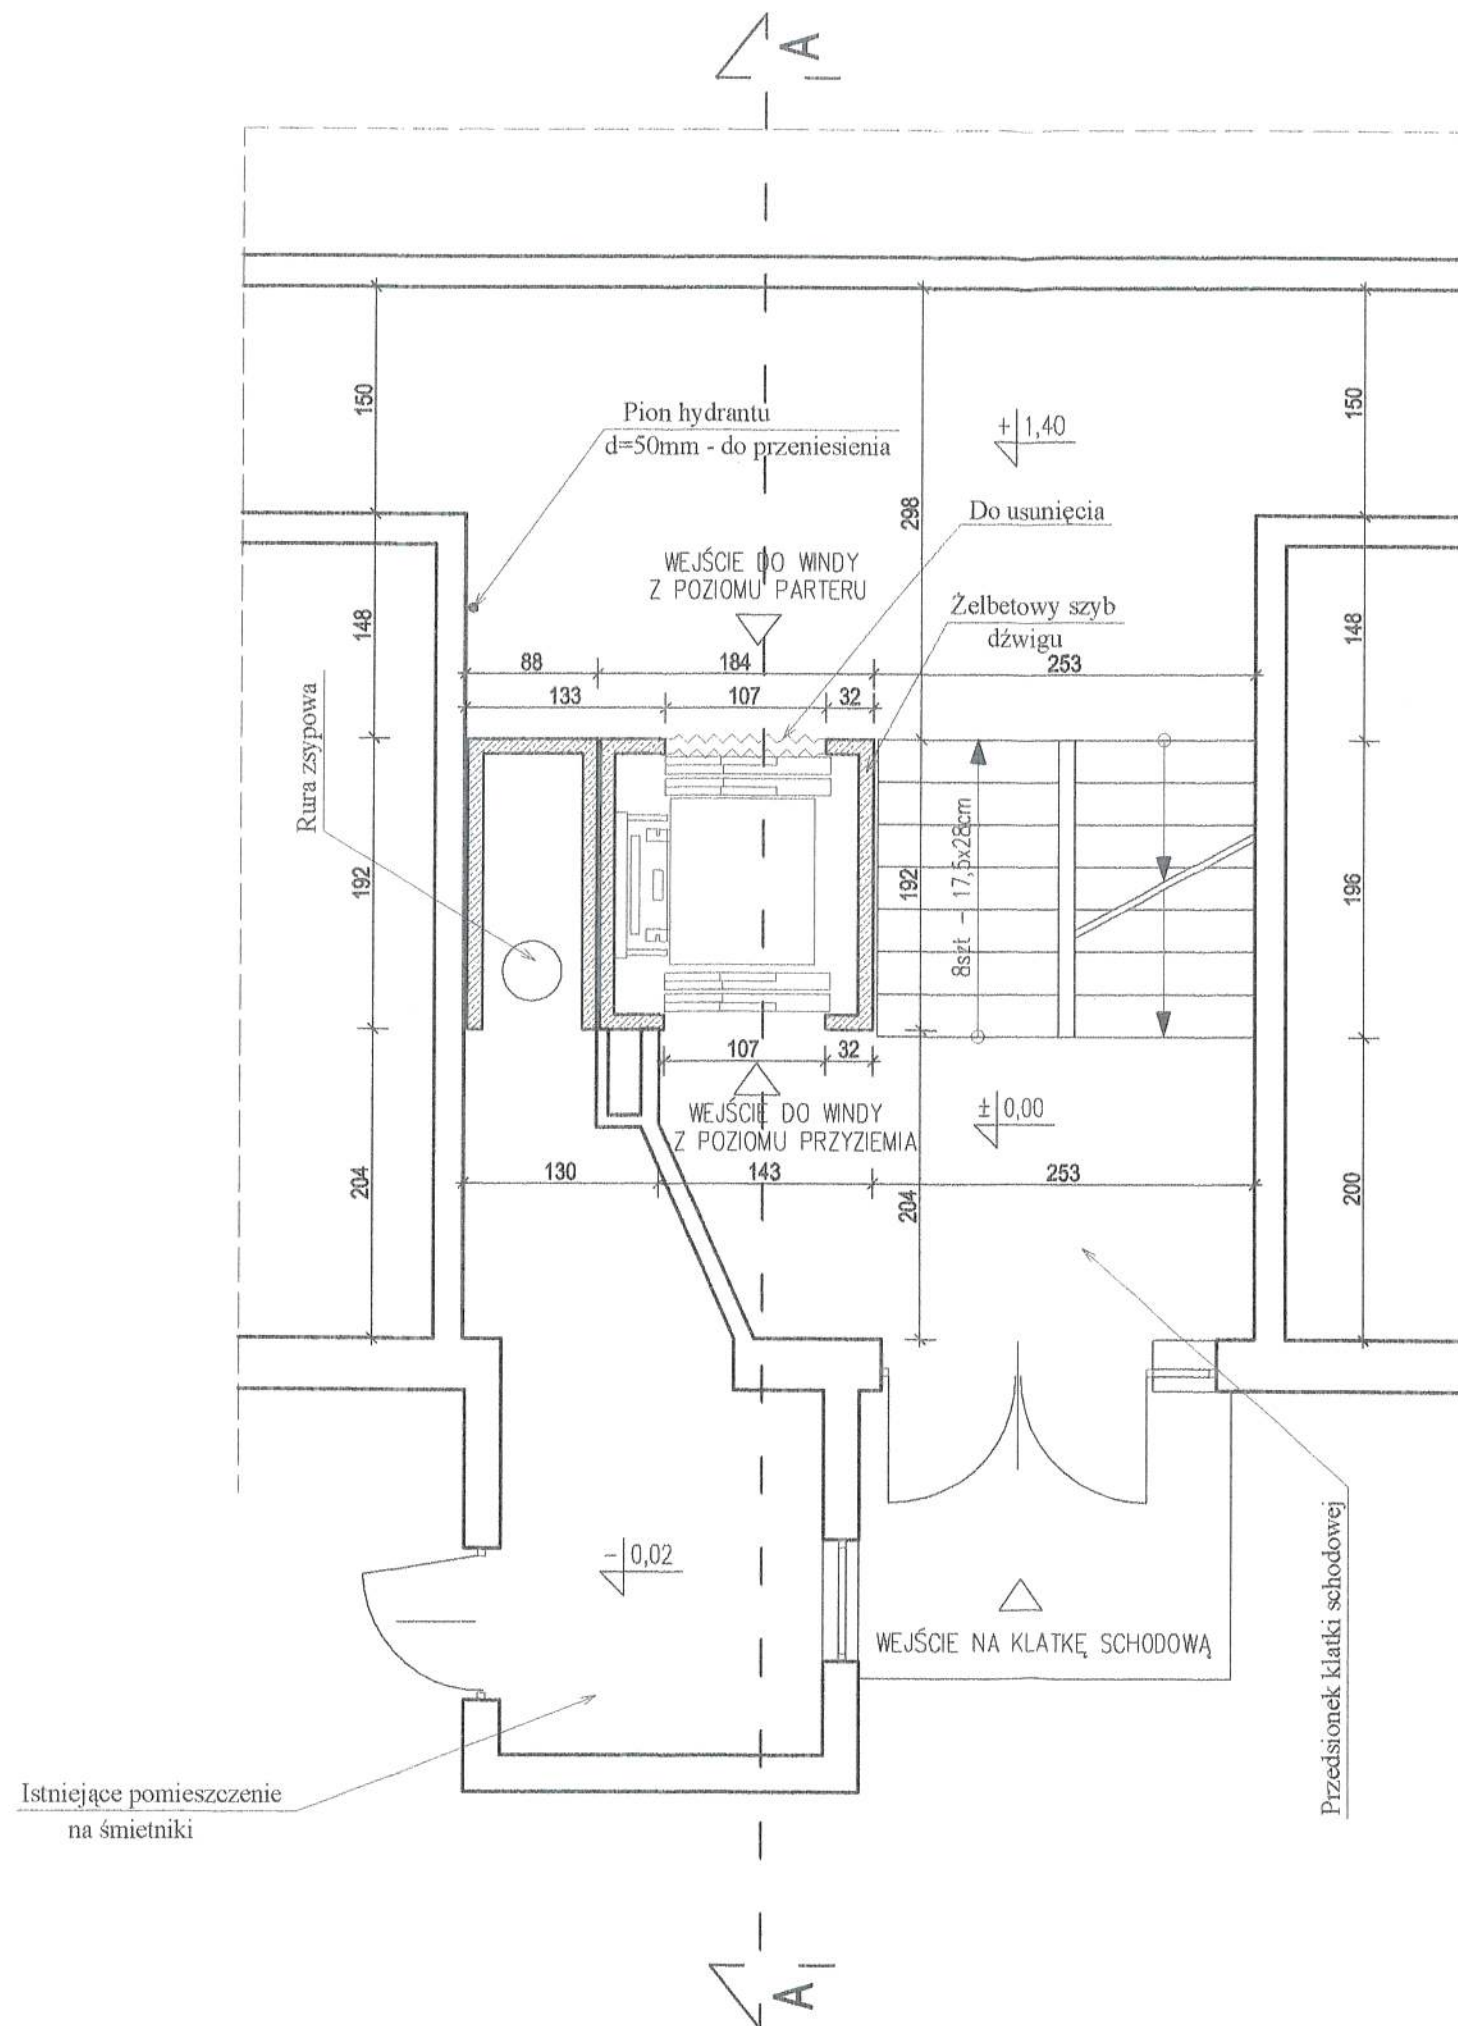 A
150
150
Pion hydrantu
d=50mm - do przeniesienia
+ 1,40
298
Do usunięcia
WEJŚCIE DO WINDY
Z POZIOMU PARTERU
Żelbetowy szyb
dźwigu
148
148
88 184 253
133 107 32
Rura zsypowa
192
192
8szt - 17,5x28cm
196
107 32
WEJŚCIE DO WINDY
Z POZIOMU PRZYZIEMIA
± 0,00
130 143 253
204
204
200
- 0,02
WEJŚCIE NA KLATKĘ SCHODOWĄ
Przedsionek klatki schodowej
Istniejące pomieszczenie
na śmietniki
A